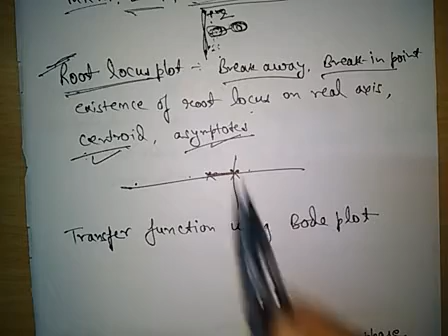 Root locus plot :- Break away, Break in point
existence of root locus on real axis,
centroid, asymptotes
Transfer function using Bode plot
phase.